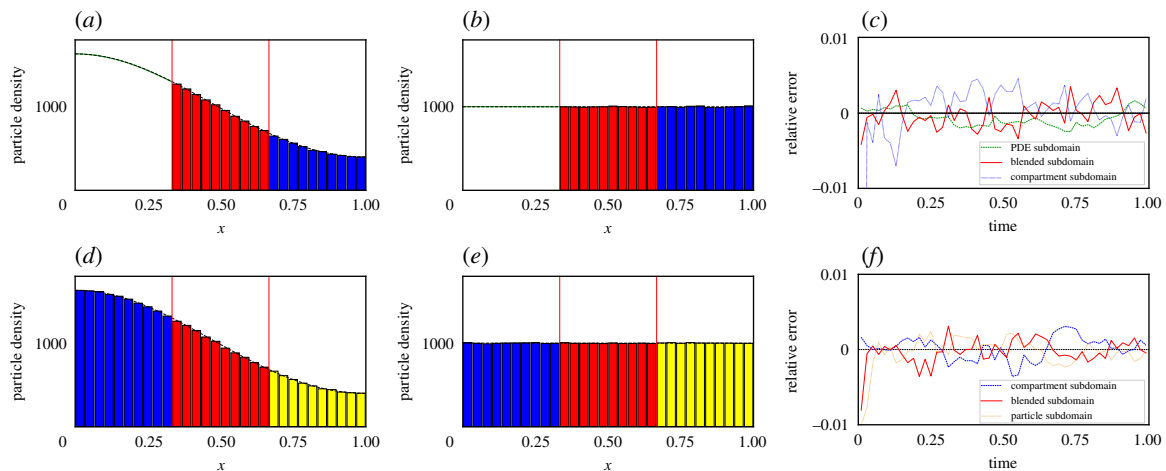 (a)
particle density
1000
0
0.25
0.50
0.75
1.00
x
(b)
particle density
1000
0
0.25
0.50
0.75
1.00
x
(c)
relative error
0.01
0
−0.01
PDE subdomain
blended subdomain
compartment subdomain
0
0.25
0.50
0.75
1.00
time
(d)
particle density
1000
0
0.25
0.50
0.75
1.00
x
(e)
particle density
1000
0
0.25
0.50
0.75
1.00
x
(f)
relative error
0.01
0
−0.01
compartment subdomain
blended subdomain
particle subdomain
0
0.25
0.50
0.75
1.00
time